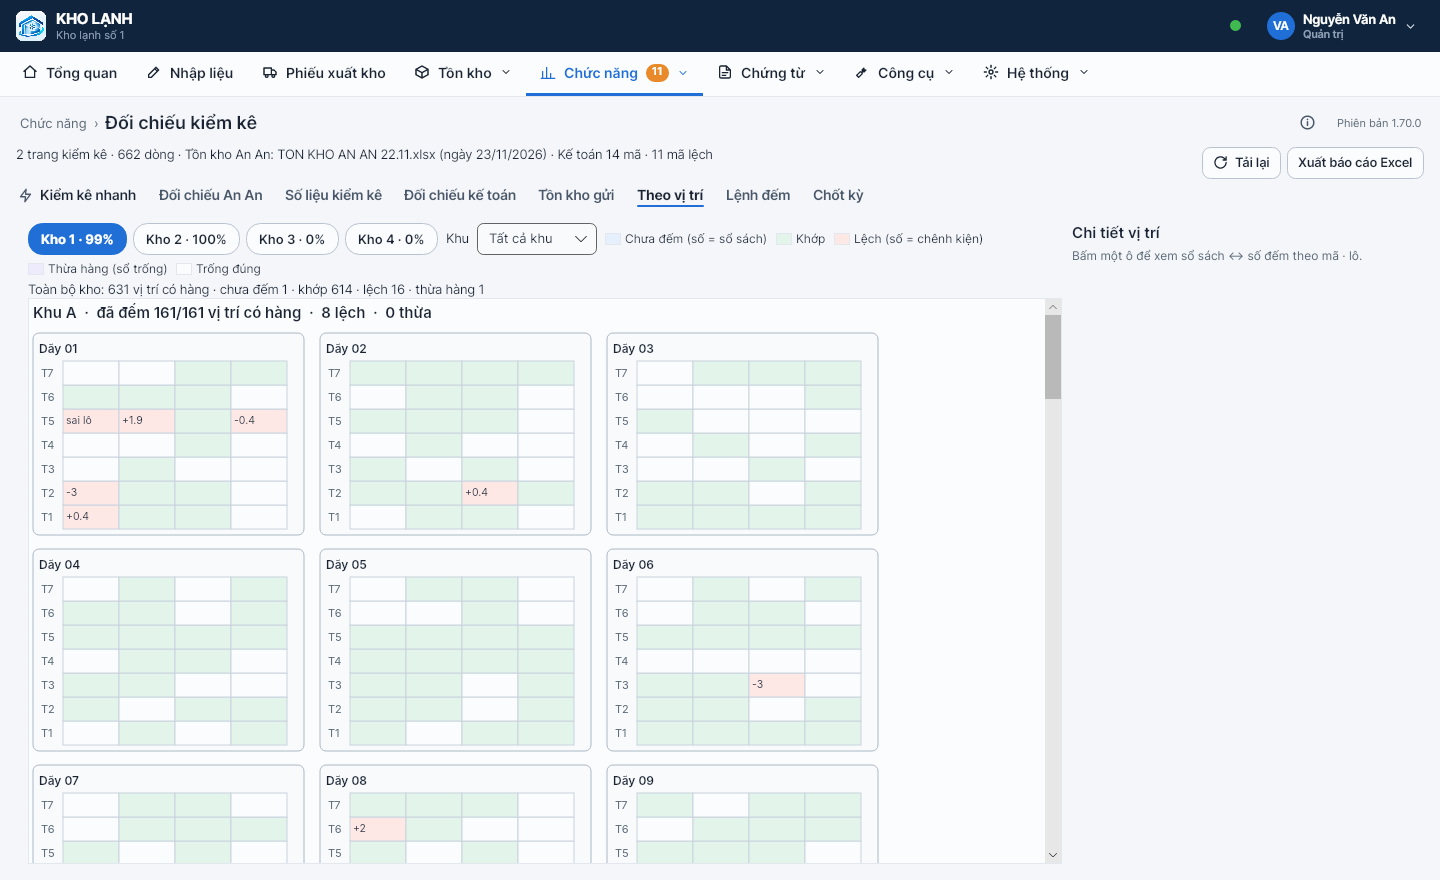 KHO LẠNH
Kho lạnh số 1
VA
Nguyễn Văn An
Quản trị
Tổng quan
Nhập liệu
Phiếu xuất kho
Tồn kho
Chức năng 11
Chứng từ
Công cụ
Hệ thống
Chức năng › Đối chiếu kiểm kê
Phiên bản 1.70.0
2 trang kiểm kê · 662 dòng · Tồn kho An An: TON KHO AN AN 22.11.xlsx (ngày 23/11/2026) · Kế toán 14 mã · 11 mã lệch
Tải lại
Xuất báo cáo Excel
Kiểm kê nhanh
Đối chiếu An An
Số liệu kiểm kê
Đối chiếu kế toán
Tồn kho gửi
Theo vị trí
Lệnh đếm
Chốt kỳ
Kho 1 · 99%
Kho 2 · 100%
Kho 3 · 0%
Kho 4 · 0%
Khu
Tất cả khu
Chưa đếm (số = sổ sách)
Khớp
Lệch (số = chênh kiện)
Thừa hàng (sổ trống)
Trống đúng
Toàn bộ kho: 631 vị trí có hàng · chưa đếm 1 · khớp 614 · lệch 16 · thừa hàng 1
Chi tiết vị trí
Bấm một ô để xem sổ sách ↔ số đếm theo mã · lô.
Khu A · đã đếm 161/161 vị trí có hàng · 8 lệch · 0 thừa
Dãy 01
T7
T6
T5 sai lô +1.9 -0.4
T4
T3
T2 -3
T1 +0.4
Dãy 02
T7
T6
T5
T4
T3
T2 +0.4
T1
Dãy 03
T7
T6
T5
T4
T3
T2
T1
Dãy 04
T7
T6
T5
T4
T3
T2
T1
Dãy 05
T7
T6
T5
T4
T3
T2
T1
Dãy 06
T7
T6
T5
T4
T3 -3
T2
T1
Dãy 07
T7
T6
T5
Dãy 08
T7
T6 +2
T5
Dãy 09
T7
T6
T5